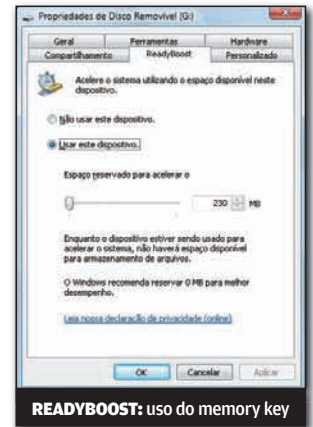 Propriedades de Disco Removível (G:)
Geral Ferramentas Hardware
Compartilhamento ReadyBoost Personalizado
Acelere o sistema utilizando o espaço disponível neste
dispositivo.
Não usar este dispositivo.
Usar este dispositivo.
Espaço reservado para acelerar o
230 MB
Enquanto o dispositivo estiver sendo usado para
acelerar o sistema, não haverá espaço disponível
para armazenamento de arquivos.
O Windows recomenda reservar 0 MB para melhor
desempenho.
Leia nossa declaração de privacidade (online)
OK Cancelar Aplicar
READYBOOST: uso do memory key